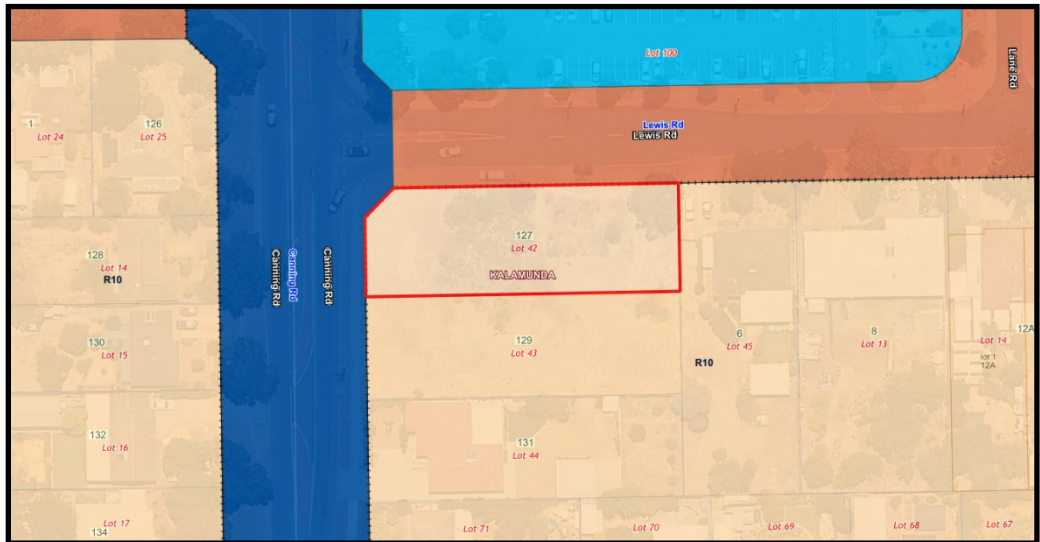 Lot 100
Lane Rd
Lewis Rd
Lewis Rd
1
Lot 24
126
Lot 25
127
Lot 42
KALAMUNDA
128
Lot 14
R10
Canning Rd
Canning Rd
Canning Rd
129
Lot 43
130
Lot 15
6
Lot 45
R10
8
Lot 13
12A
Lot 14
lot 1
12A
131
Lot 44
132
Lot 16
Lot 17
134
Lot 71
Lot 70
Lot 69
Lot 68
Lot 67